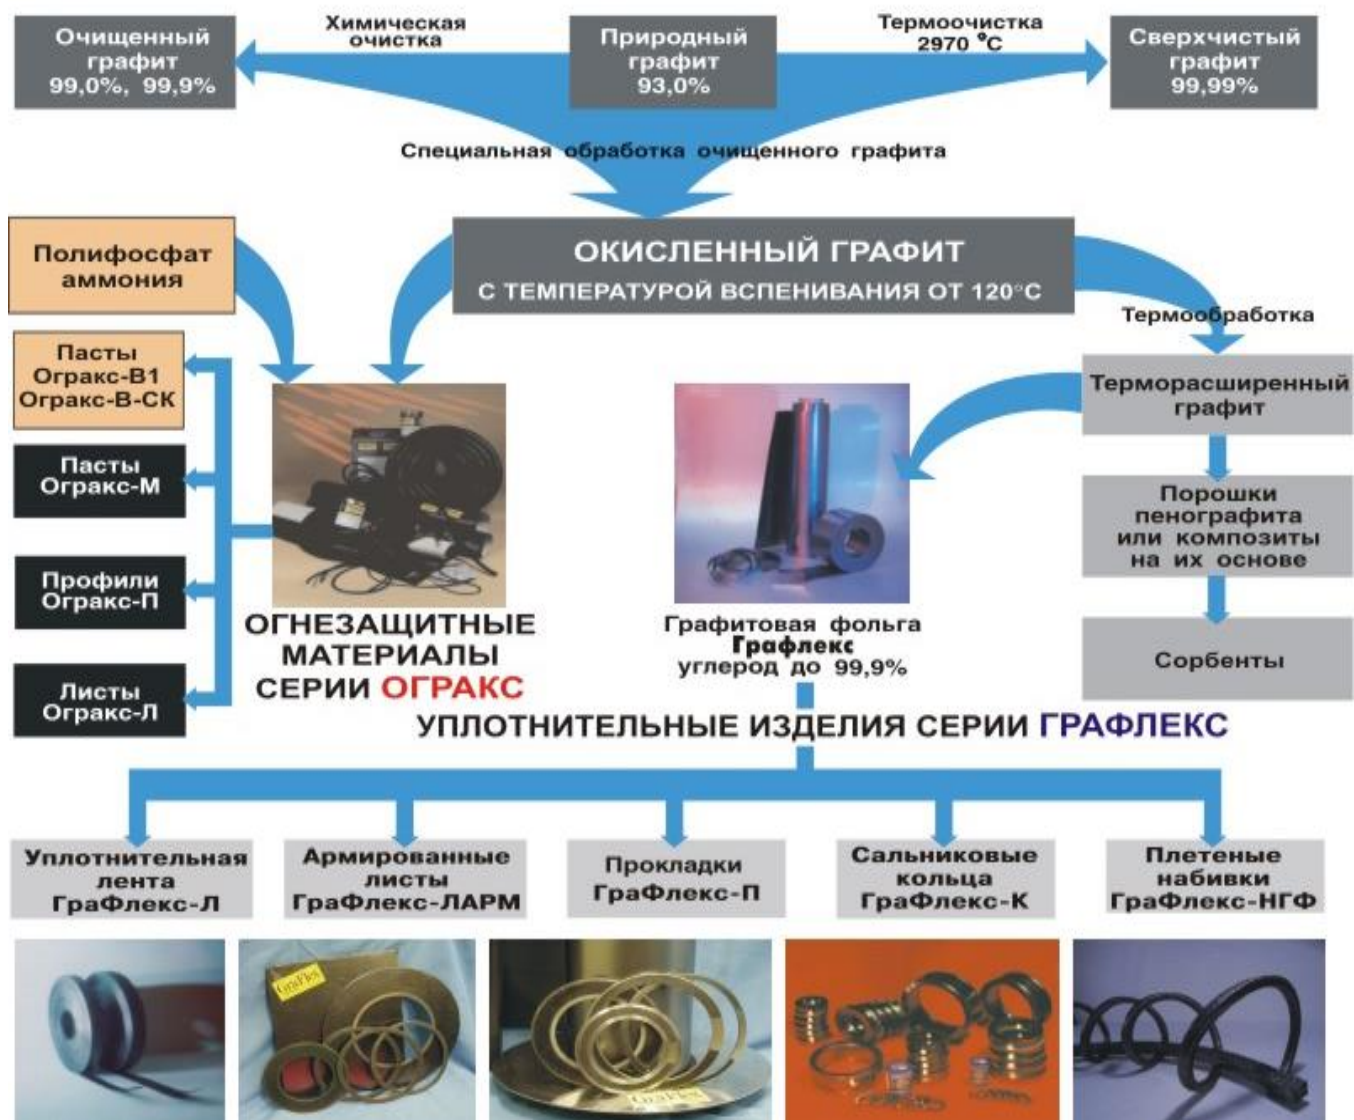 Очищенный
графит
99,0%, 99,9%
Химическая
очистка
Природный
графит
93,0%
Термоочистка
2970 °С
Сверхчистый
графит
99,99%
Специальная обработка очищенного графита
Полифосфат
аммония
ОКИСЛЕННЫЙ ГРАФИТ
С ТЕМПЕРАТУРОЙ ВСПЕНИВАНИЯ ОТ 120°С
Термообработка
Пасты
Огракс-В1
Огракс-В-СК
Терморасширенный
графит
Пасты
Огракс-М
Порошки
пенографита
или композиты
на их основе
Профили
Огракс-П
ОГНЕЗАЩИТНЫЕ
МАТЕРИАЛЫ
СЕРИИ ОГРАКС
Графитовая фольга
Графлекс
углерод до 99,9%
Сорбенты
Листы
Огракс-Л
УПЛОТНИТЕЛЬНЫЕ ИЗДЕЛИЯ СЕРИИ ГРАФЛЕКС
Уплотнительная
лента
ГраФлекс-Л
Армированные
листы
ГраФлекс-ЛАРМ
Прокладки
ГраФлекс-П
Сальниковые
кольца
ГраФлекс-К
Плетеные
набивки
ГраФлекс-НГФ
GraFlex
GraFlex